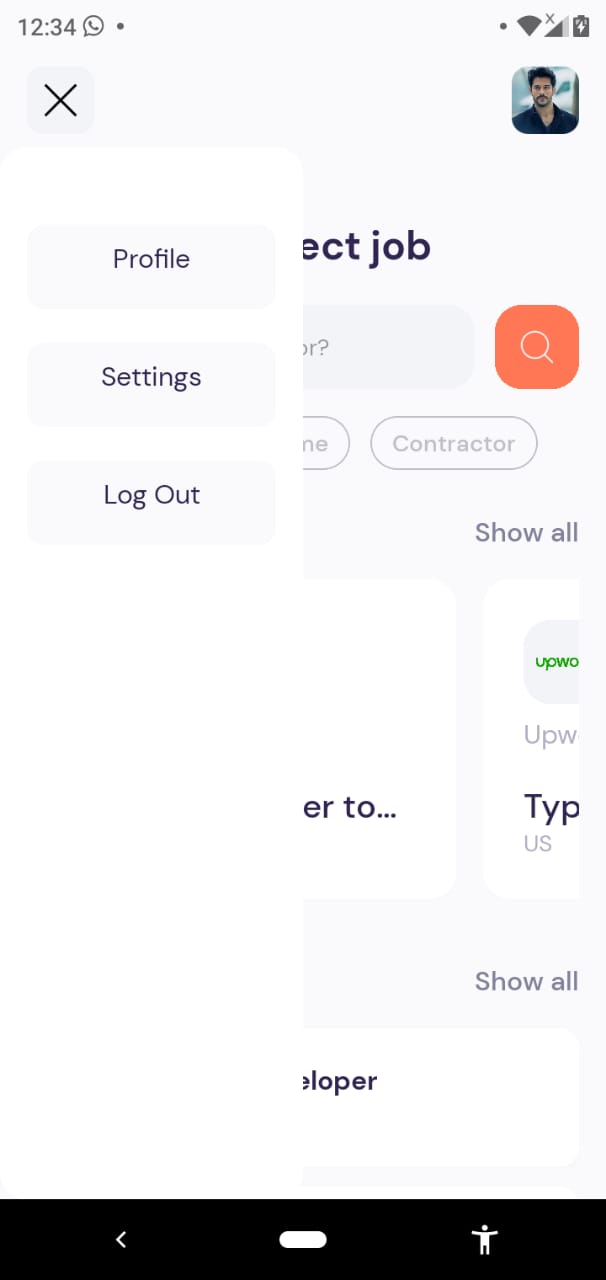 12:34
Profile
ect job
Settings
or?
me
Contractor
Log Out
Show all
upwo
Upw
er to...
Typ
US
Show all
eloper